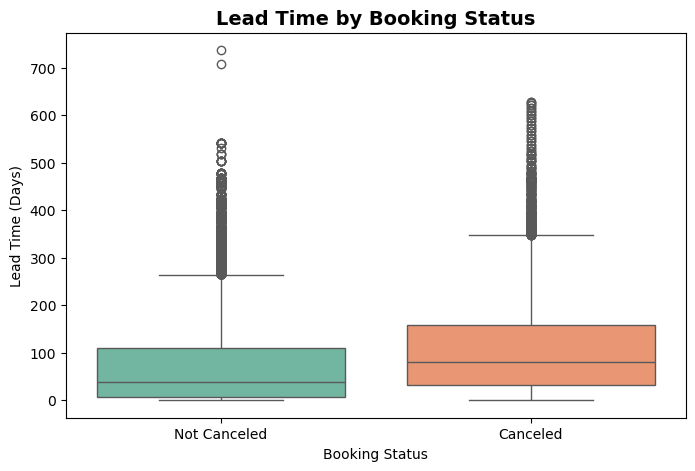 Lead Time by Booking Status
Lead Time (Days)
700
600
500
400
300
200
100
0
Not Canceled
Canceled
Booking Status